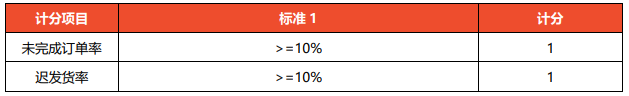 计分项目 标准 1 计分
未完成订单率 >=10% 1
迟发货率 >=10% 1